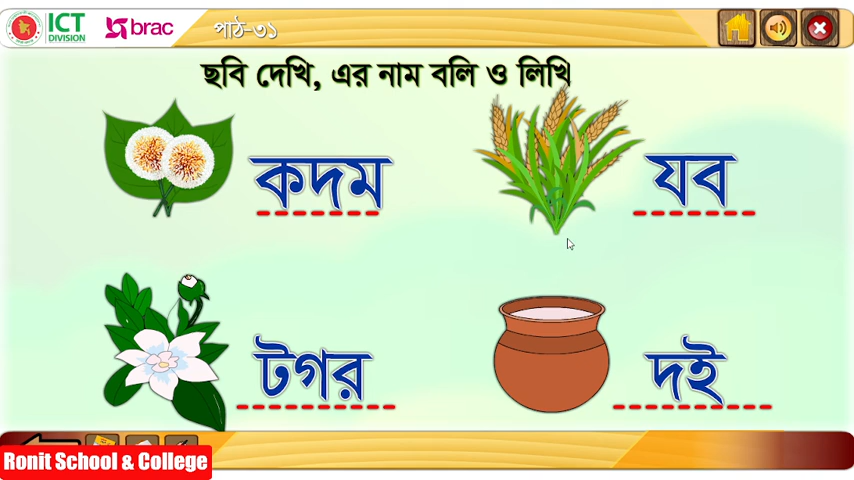 ICT
DIVISION
brac
পাঠ-৩১
ছবি দেখি, এর নাম বলি ও লিখি
কদম
যব
টগর
দই
Ronit School & College